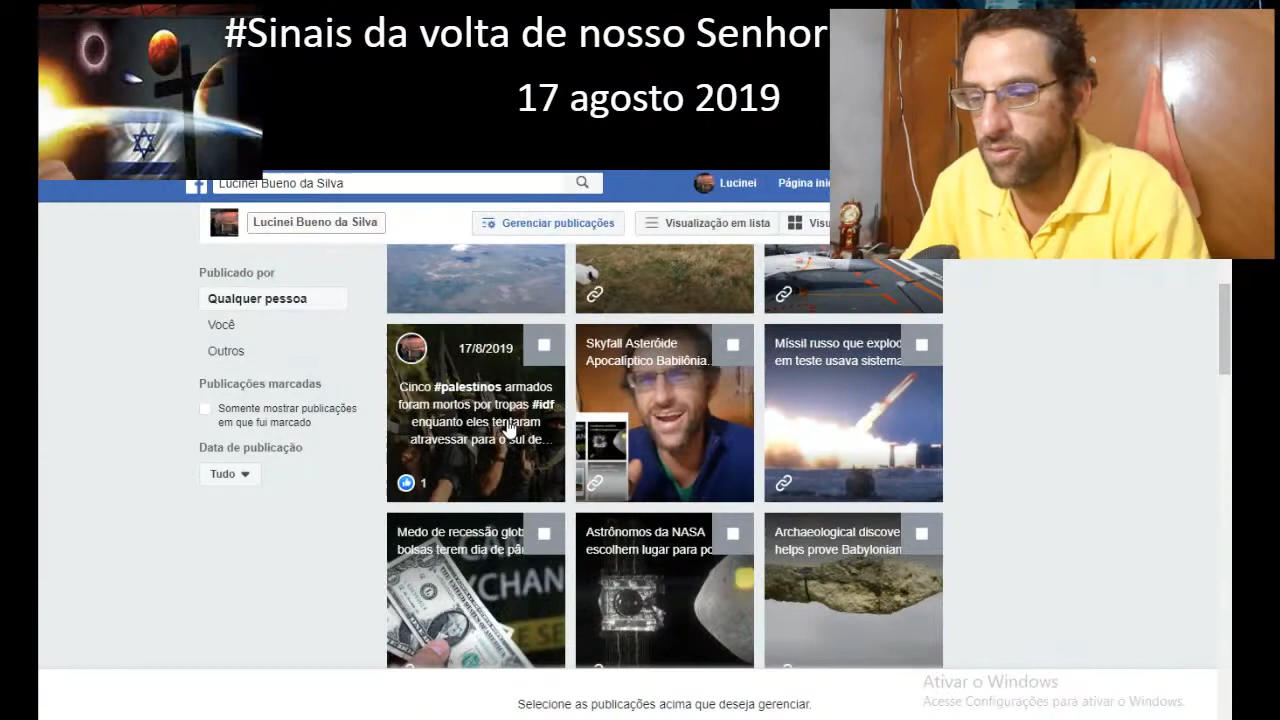 #Sinais da volta de nosso Senhor
17 agosto 2019
Lucinei Bueno da Silva
Lucinei
Página
Lucinei Bueno da Silva
Gerenciar publicações
Visualização em lista
Publicado por
Qualquer pessoa
Você
Outros
Publicações marcadas
Somente mostrar publicações
em que fui marcado
Data de publicação
Tudo
17/8/2019
Cinco #palestinos armados
foram mortos por tropas #idf
enquanto eles tentaram
atravessar para o sul de...
1
Skyfall Asteróide
Apocalíptico Babilônia.
Míssil russo que explod
em teste usava sistema
Medo de recessão glob
bolsas terem dia de pân
Astrônomos da NASA
escolhem lugar para po
Archaeological discove
helps prove Babylonian
Ativar o Windows
Acesse Configurações para ativar o Windows.
Selecione as publicações acima que deseja gerenciar.